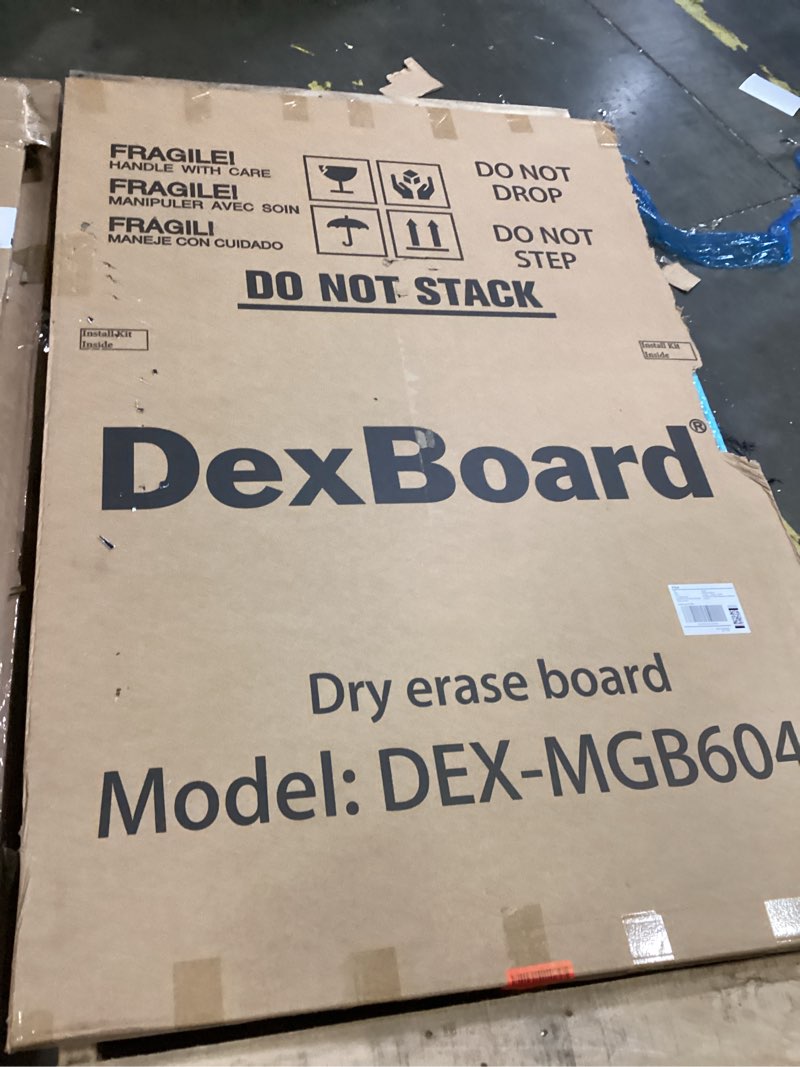 FRAGILE!
HANDLE WITH CARE
FRAGILE!
MANIPULER AVEC SOIN
FRAGILI
MANEJE CON CUIDADO
DO NOT
DROP
DO NOT
STEP
DO NOT STACK
Install Kit
Inside
Install Kit
Inside
DexBoard®
Dry erase board
Model: DEX-MGB604